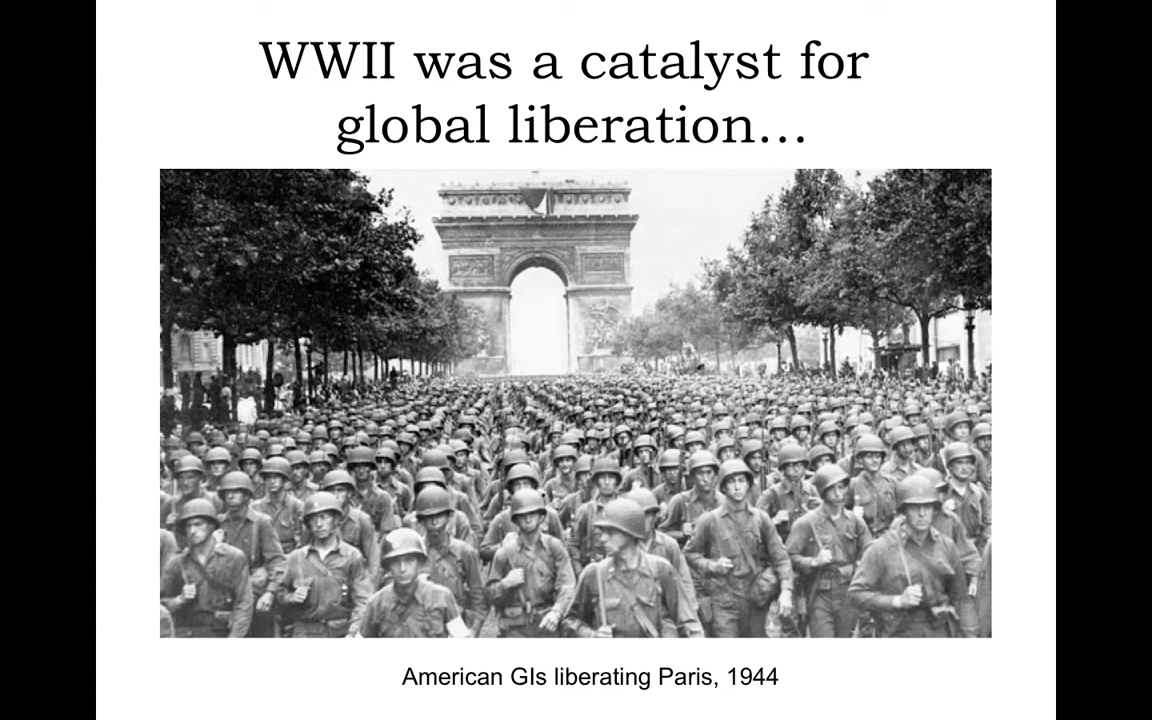 WWII was a catalyst for
global liberation…
American GIs liberating Paris, 1944